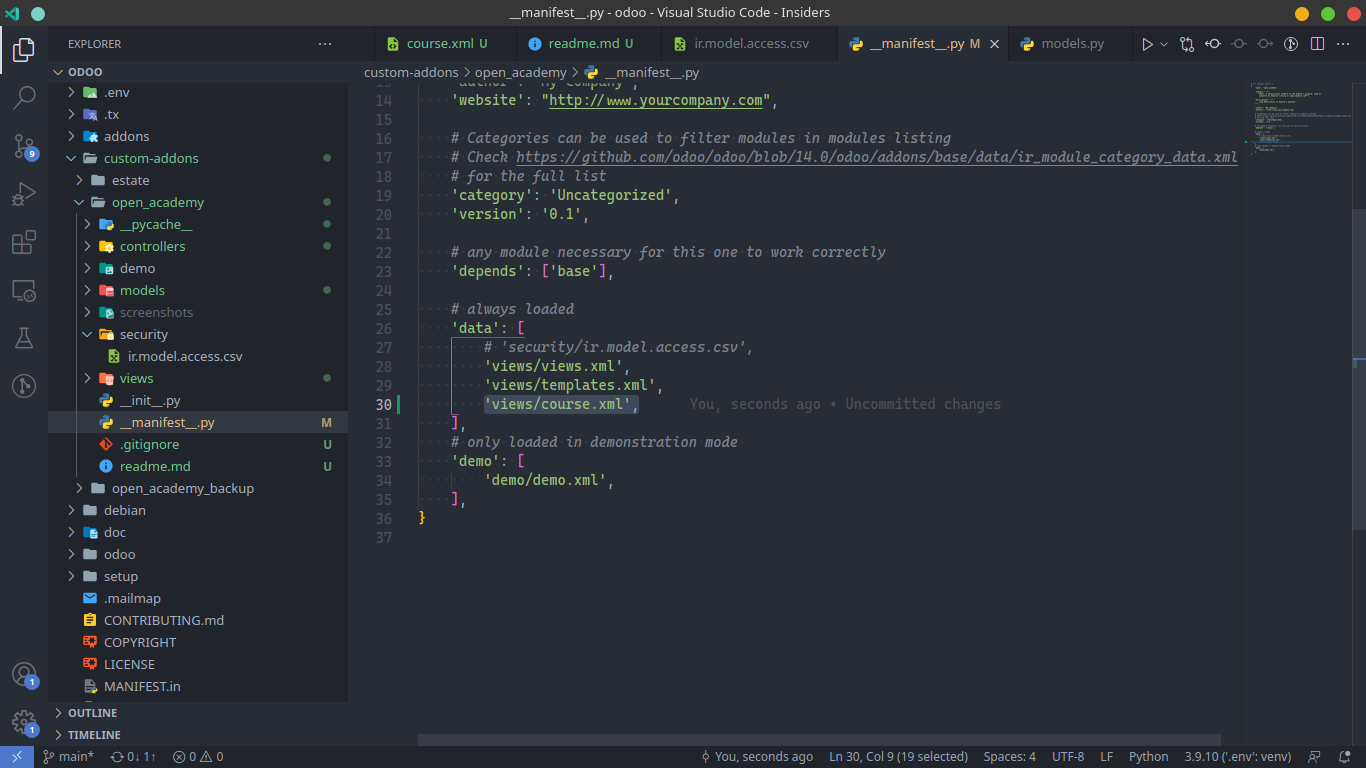 __manifest__.py - odoo - Visual Studio Code - Insiders
EXPLORER
course.xml U
readme.md U
ir.model.access.csv
__manifest__.py M
models.py
ODOO
custom-addons > open_academy > __manifest__.py
.env
.tx
addons
custom-addons
estate
open_academy
__pycache__
controllers
demo
models
screenshots
security
ir.model.access.csv
views
__init__.py
__manifest__.py M
.gitignore U
readme.md U
open_academy_backup
debian
doc
odoo
setup
.mailmap
CONTRIBUTING.md
COPYRIGHT
LICENSE
MANIFEST.in
OUTLINE
TIMELINE
9
1
1
13 'author': "My Company",
14 'website': "http://www.yourcompany.com",
15
16 # Categories can be used to filter modules in modules listing
17 # Check https://github.com/odoo/odoo/blob/14.0/odoo/addons/base/data/ir_module_category_data.xml
18 # for the full list
19 'category': 'Uncategorized',
20 'version': '0.1',
21
22 # any module necessary for this one to work correctly
23 'depends': ['base'],
24
25 # always loaded
26 'data': [
27 # 'security/ir.model.access.csv',
28 'views/views.xml',
29 'views/templates.xml',
30 'views/course.xml', You, seconds ago • Uncommitted changes
31 ],
32 # only loaded in demonstration mode
33 'demo': [
34 'demo/demo.xml',
35 ],
36 }
37
main* 0↓ 1↑ 0 0 You, seconds ago Ln 30, Col 9 (19 selected) Spaces: 4 UTF-8 LF Python 3.9.10 ('.env': venv)